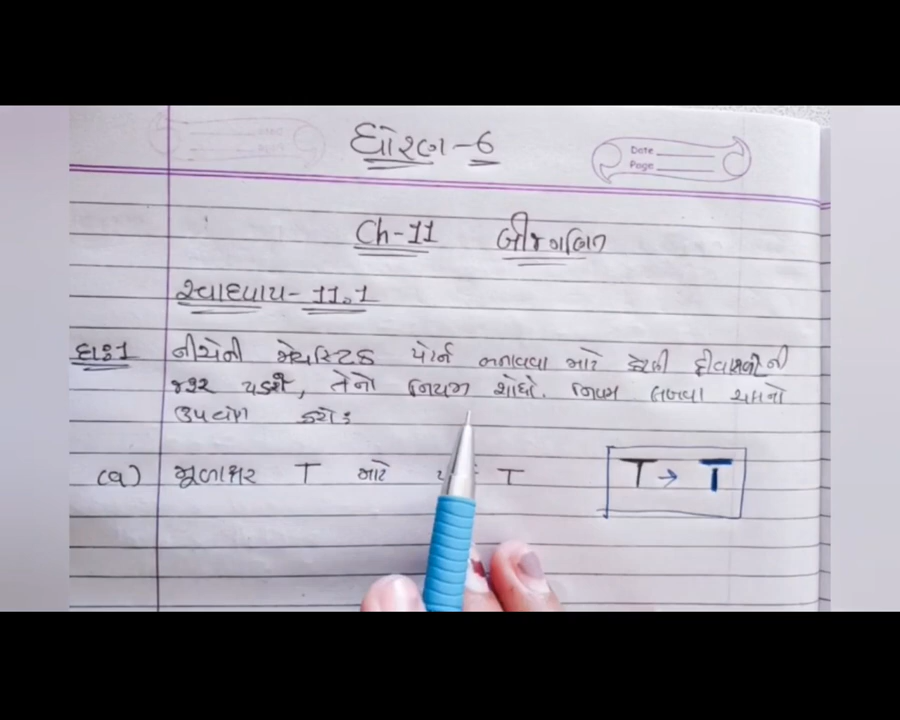 ધોરણ-6
Date
Page
Ch-11 બીજગણિત
સ્વાધ્યાય-11.1
દાઃ1 નીચેની મેચસ્ટિક પેટર્ન બનાવવા માટે કેટલી દીવાસળીની
જરૂર પડશે, તેનો નિયમ શોધો. નિયમ લખવા ચલનો
ઉપયોગ કરોઃ
(a) મૂળાક્ષર T માટે T T → T